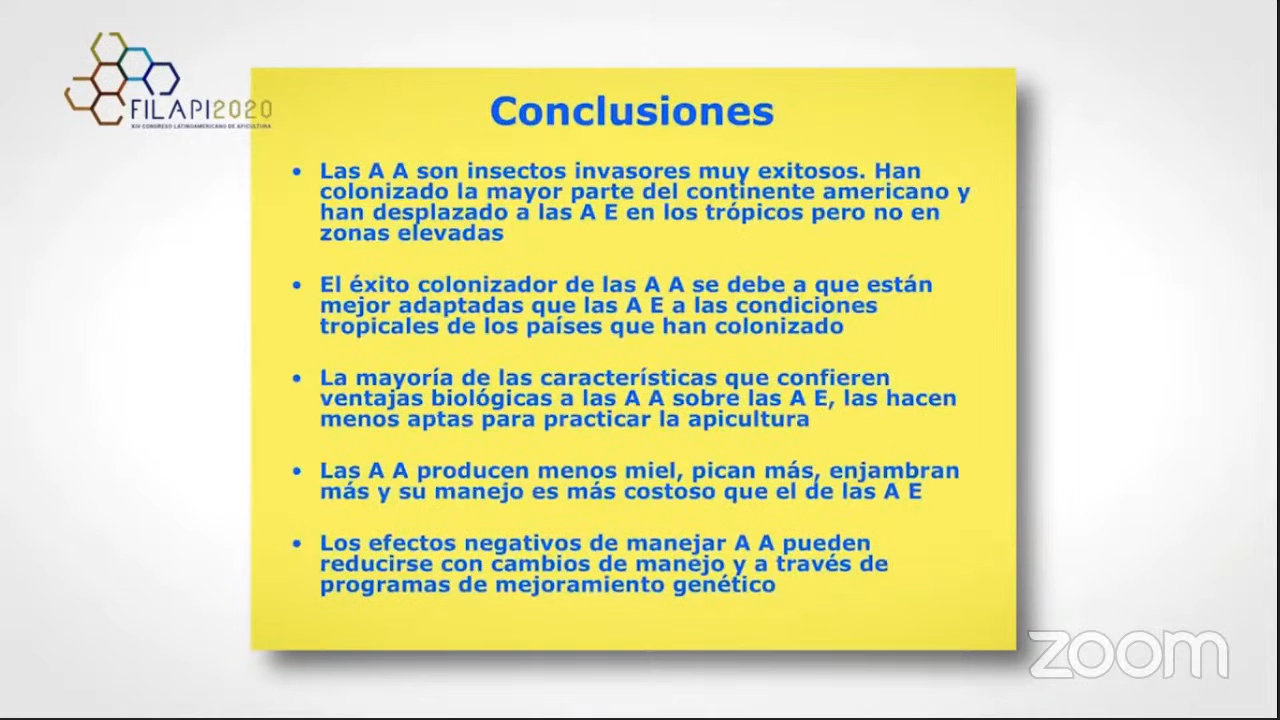 FILAPI2020
XIV CONGRESO LATINOAMERICANO DE APICULTURA
Conclusiones
• Las A A son insectos invasores muy exitosos. Han
colonizado la mayor parte del continente americano y
han desplazado a las A E en los trópicos pero no en
zonas elevadas
• El éxito colonizador de las A A se debe a que están
mejor adaptadas que las A E a las condiciones
tropicales de los países que han colonizado
• La mayoría de las características que confieren
ventajas biológicas a las A A sobre las A E, las hacen
menos aptas para practicar la apicultura
• Las A A producen menos miel, pican más, enjambran
más y su manejo es más costoso que el de las A E
• Los efectos negativos de manejar A A pueden
reducirse con cambios de manejo y a través de
programas de mejoramiento genético
zoom